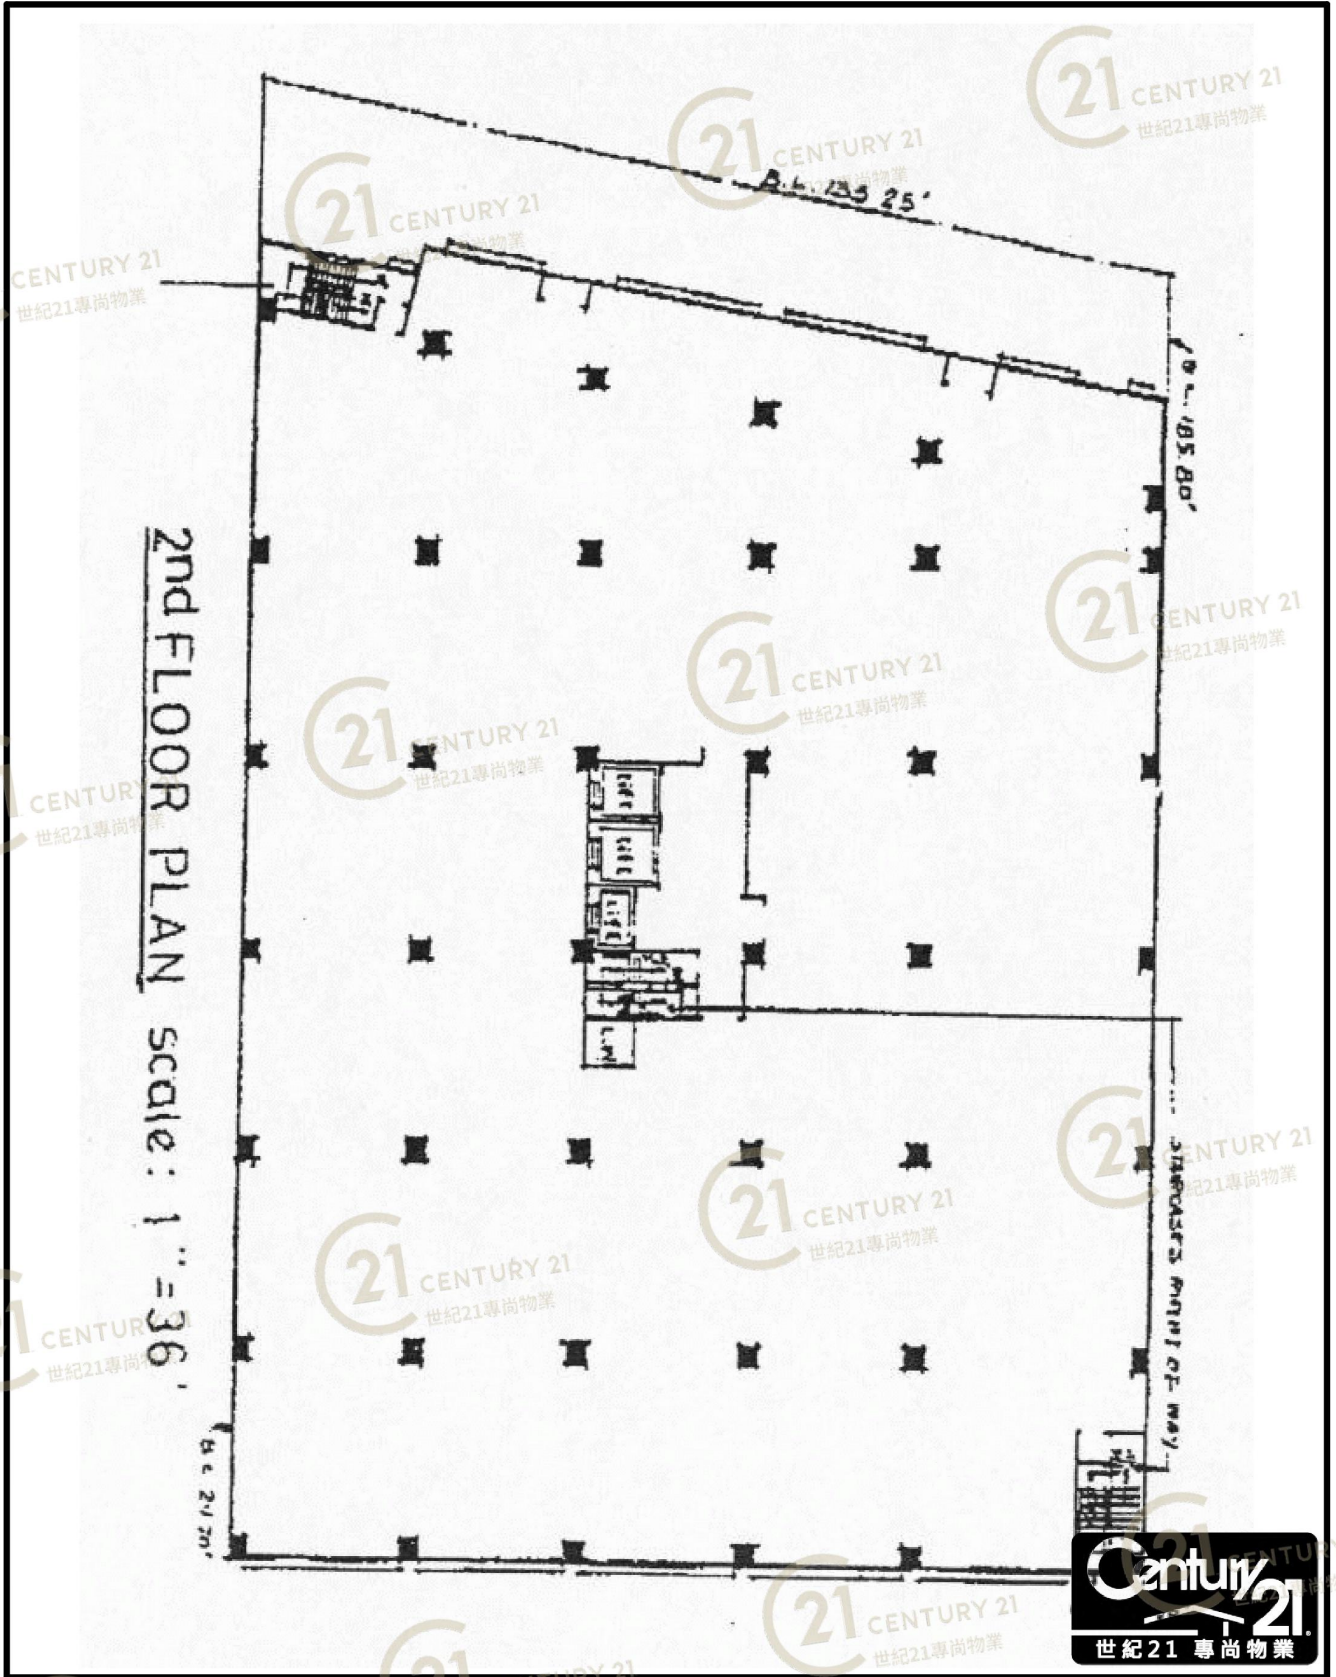 B.L. 135 25'
B.L. 185.80'
2nd FLOOR PLAN scale: 1"=36'
Lift
Lift
Lift
STAIRCASES RIGHT OF WAY
CENTURY 21
世紀21專尚物業
Century 21
世紀21 專尚物業